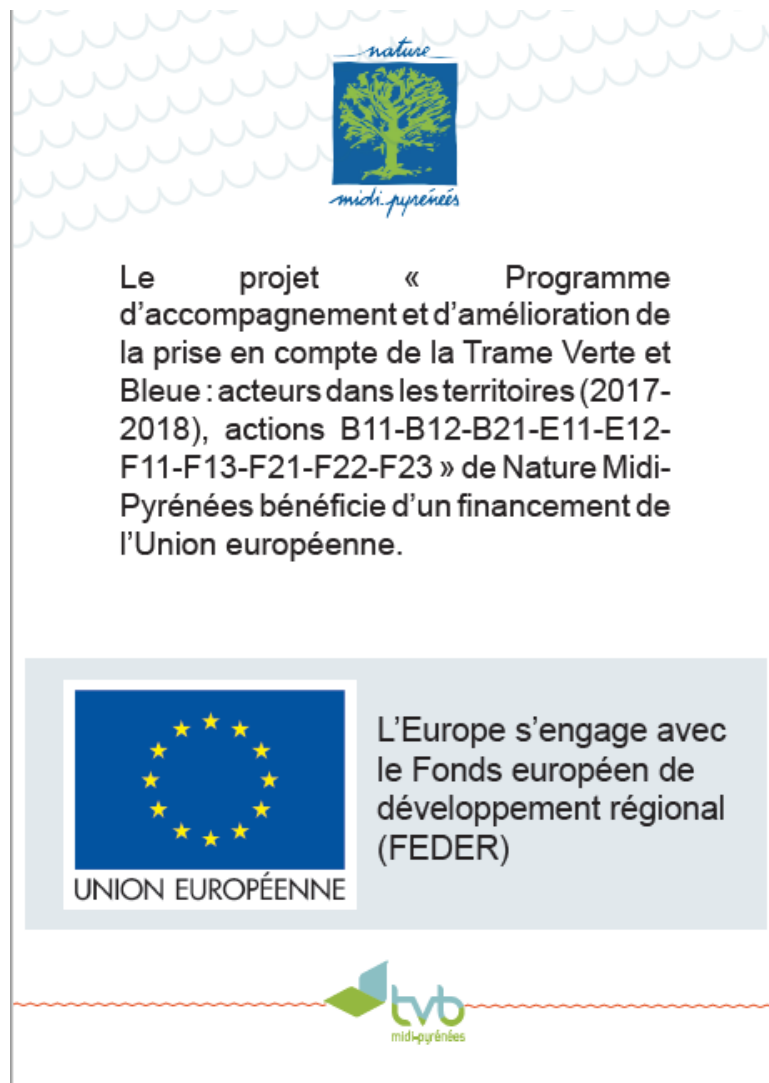 nature
midi-pyrénéés
Le projet « Programme
d’accompagnement et d’amélioration de
la prise en compte de la Trame Verte et
Bleue : acteurs dans les territoires (2017-
2018), actions B11-B12-B21-E11-E12-
F11-F13-F21-F22-F23 » de Nature Midi-
Pyrénées bénéficie d’un financement de
l’Union européenne.
UNION EUROPÉENNE
L’Europe s’engage avec
le Fonds européen de
développement régional
(FEDER)
tvb
midi-pyrénées